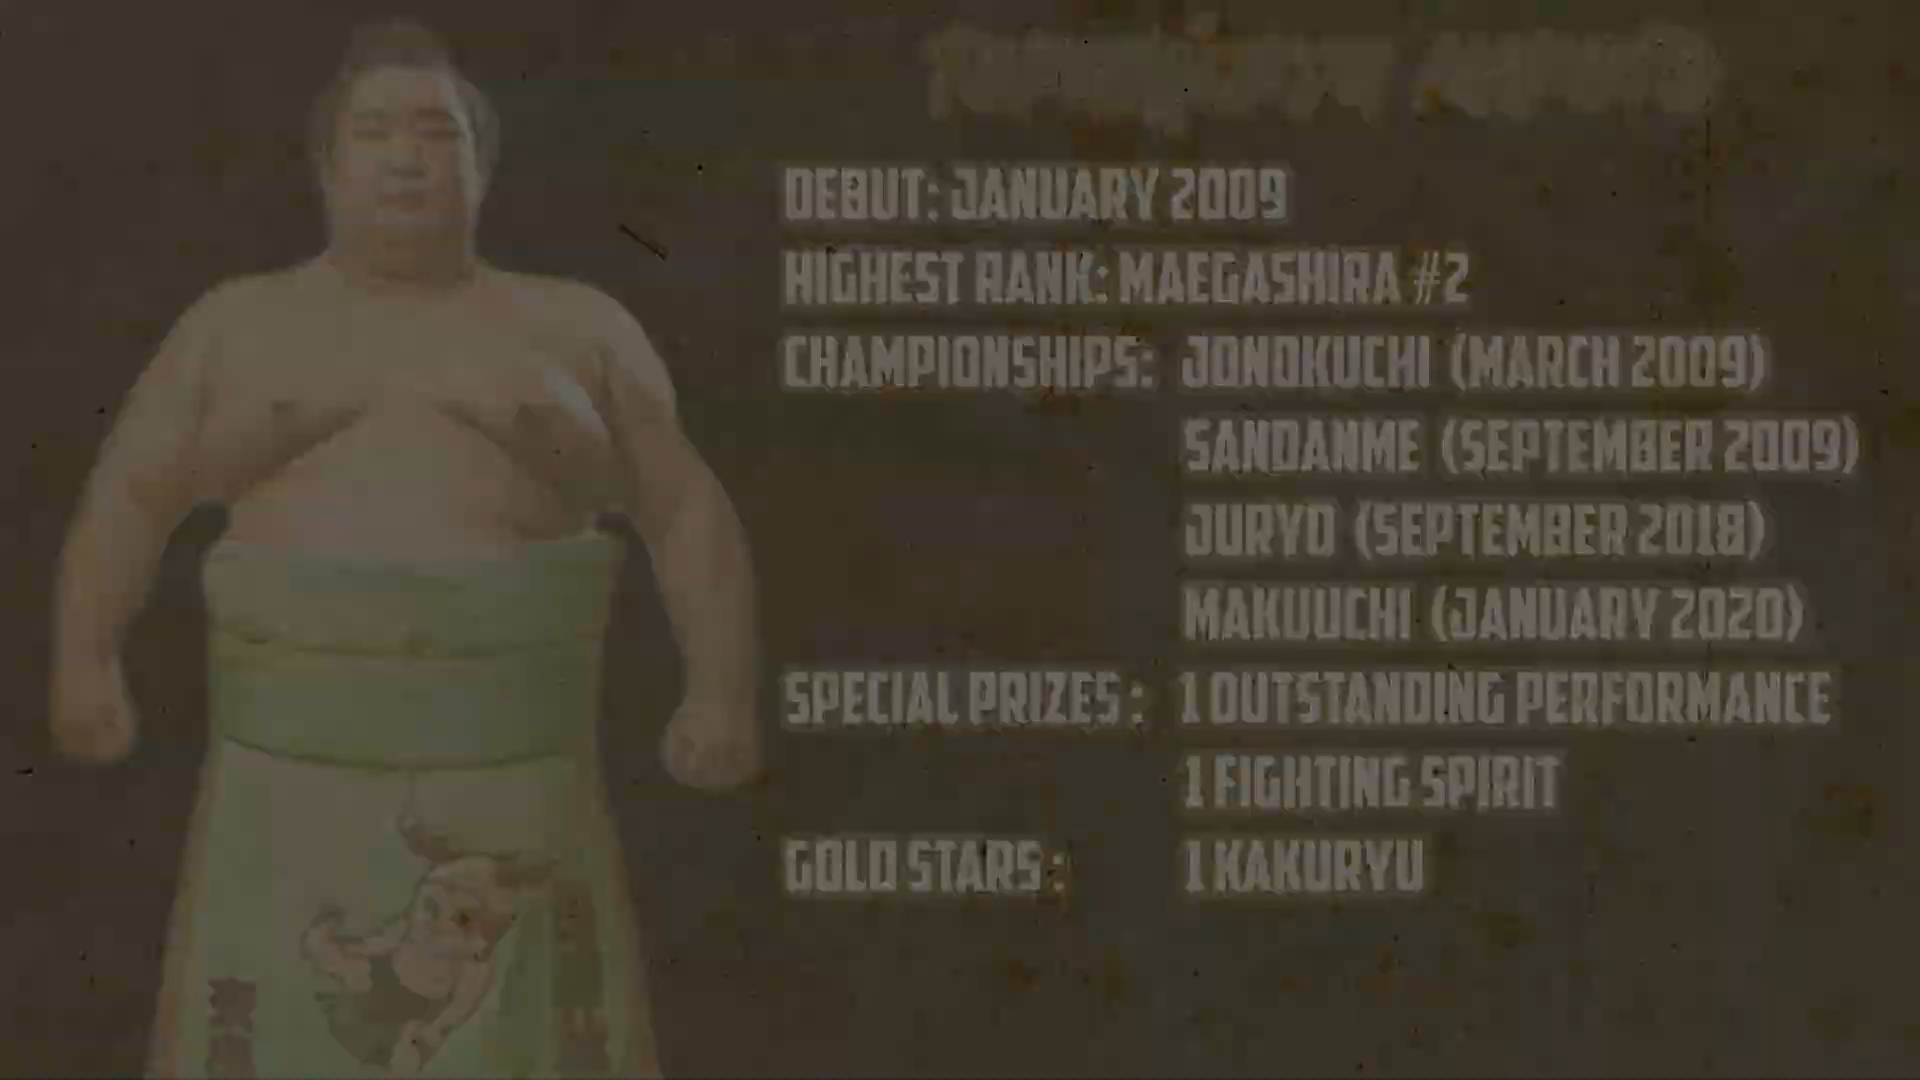 DEBUT: JANUARY 2009
HIGHEST RANK: MAEGASHIRA #2
CHAMPIONSHIPS: JONOKUCHI (MARCH 2009)
SANDANME (SEPTEMBER 2009)
JURYO (SEPTEMBER 2018)
MAKUUCHI (JANUARY 2020)
SPECIAL PRIZES: 1 OUTSTANDING PERFORMANCE
1 FIGHTING SPIRIT
GOLD STARS: 1 KAKURYU